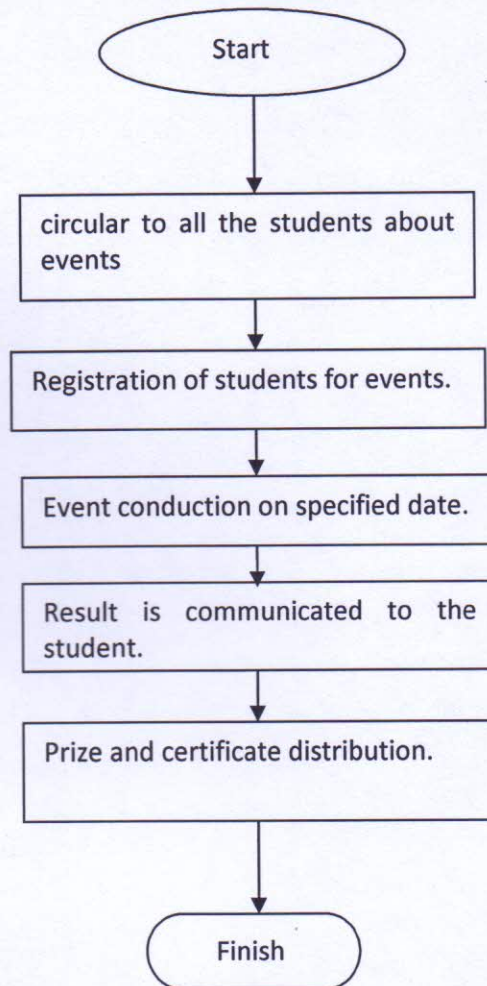 Start
circular to all the students about
events
Registration of students for events.
Event conduction on specified date.
Result is communicated to the
student.
Prize and certificate distribution.
Finish